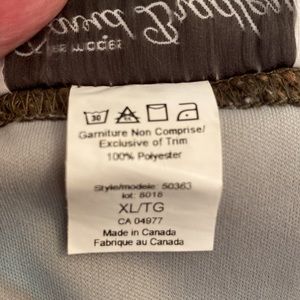 30
Garniture Non Comprise/
Exclusive of Trim
100% Polyester
Style/modele: 50363
lot: 8018
XL/TG
CA 04977
Made in Canada
Fabrique au Canada